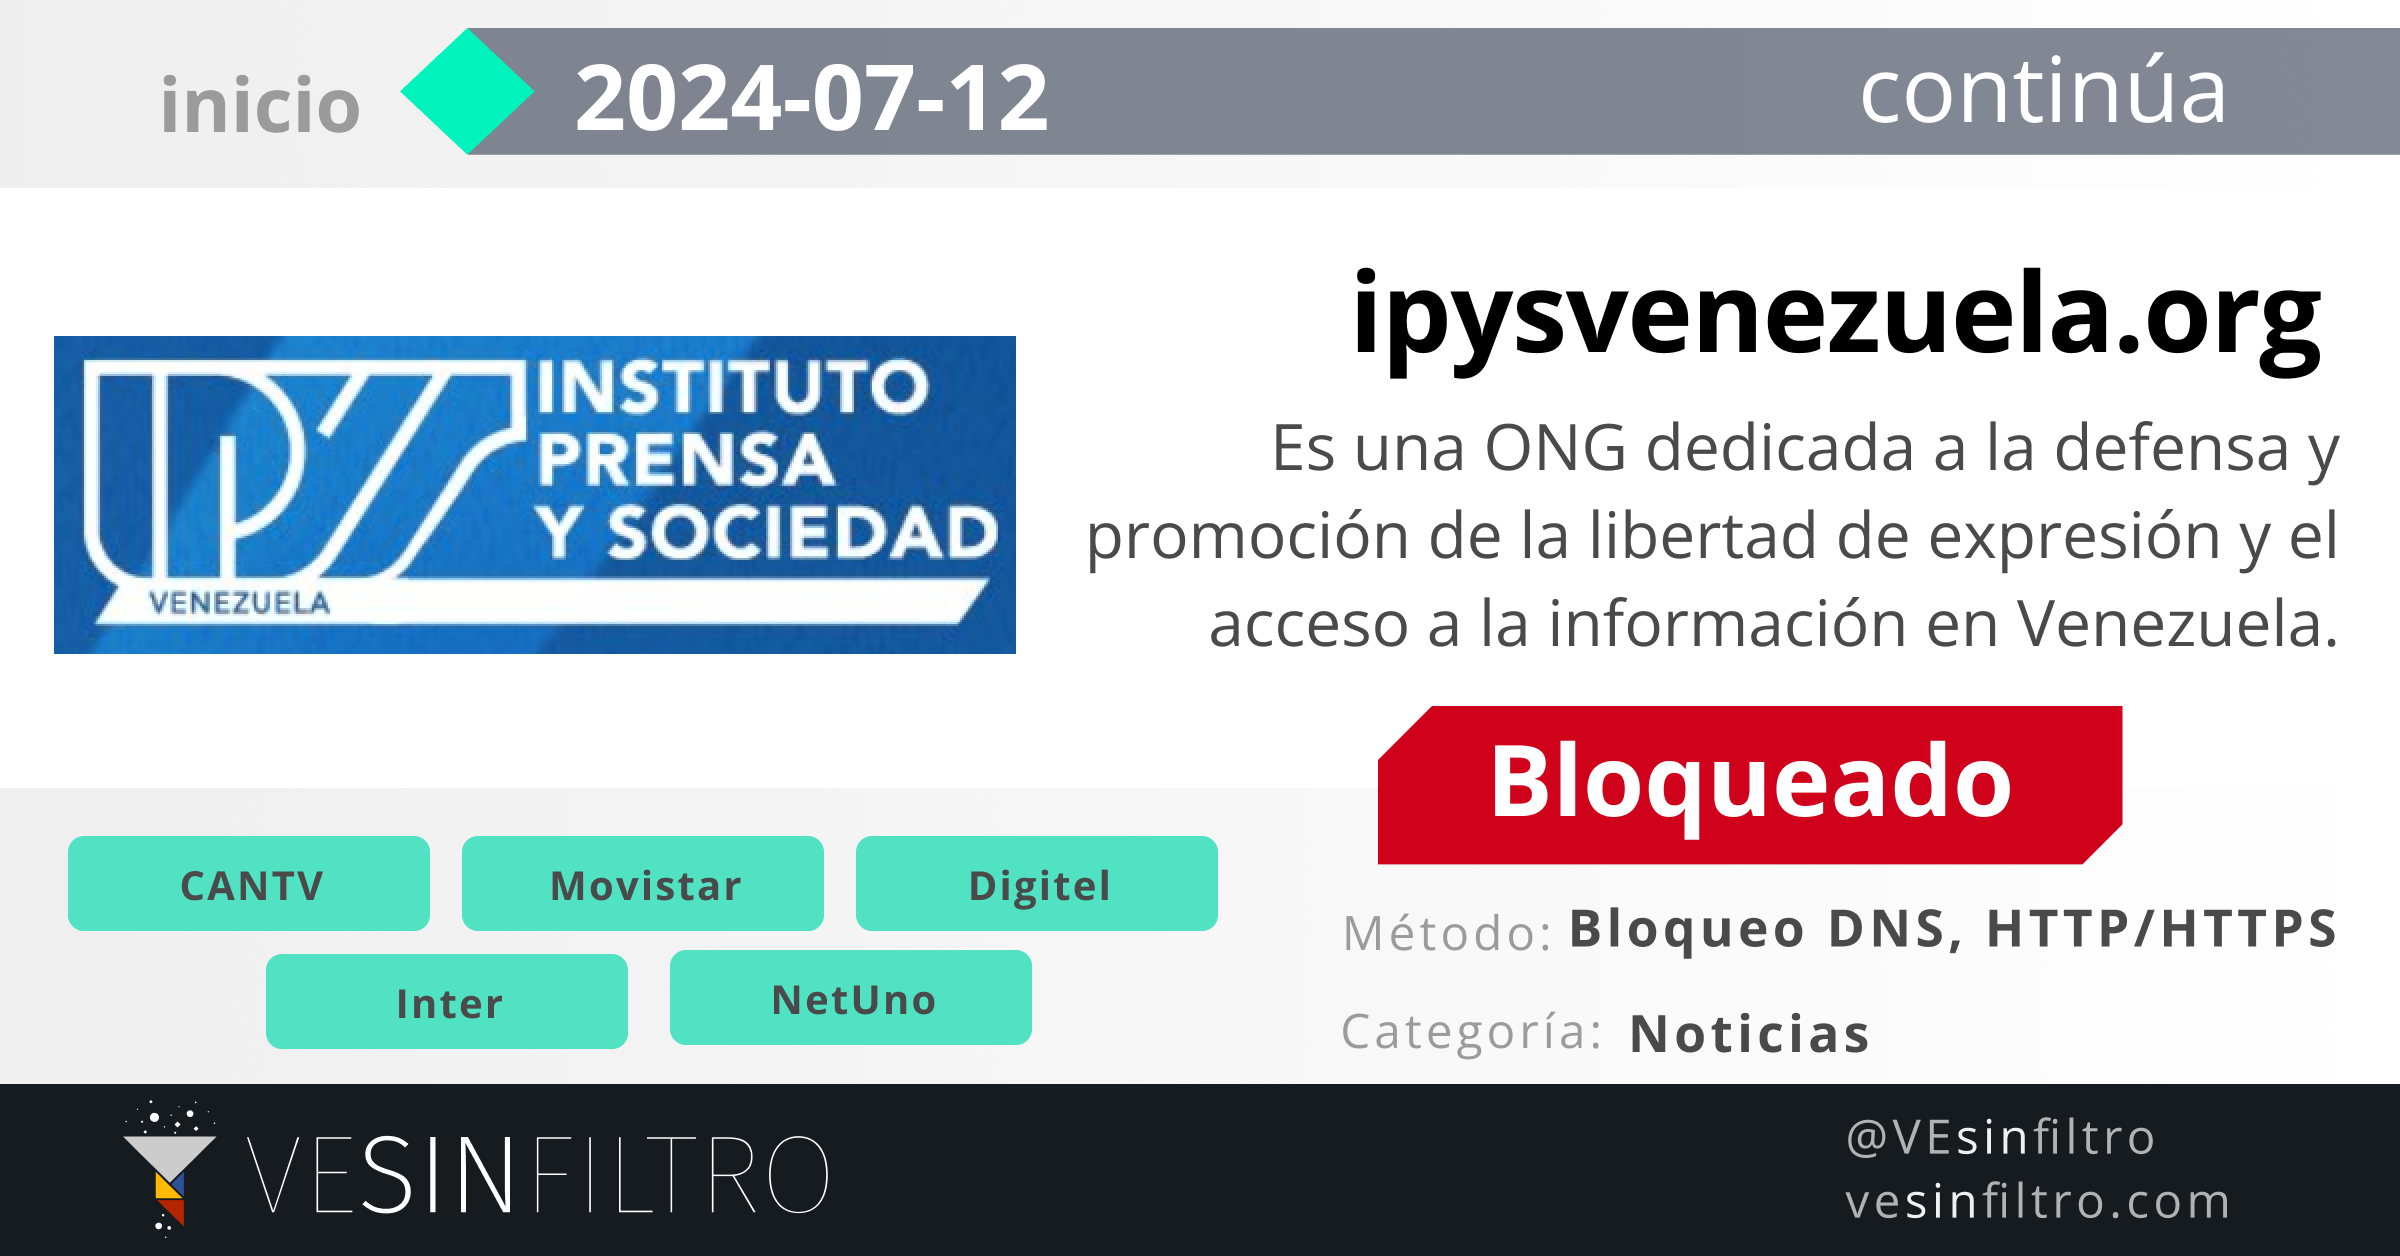 inicio
2024-07-12
continúa
ipysvenezuela.org
INSTITUTO
PRENSA
Y SOCIEDAD
VENEZUELA
Es una ONG dedicada a la defensa y
promoción de la libertad de expresión y el
acceso a la información en Venezuela.
Bloqueado
CANTV
Movistar
Digitel
Inter
NetUno
Método: Bloqueo DNS, HTTP/HTTPS
Categoría: Noticias
VESINFILTRO
@VEsinfiltro
vesinfiltro.com